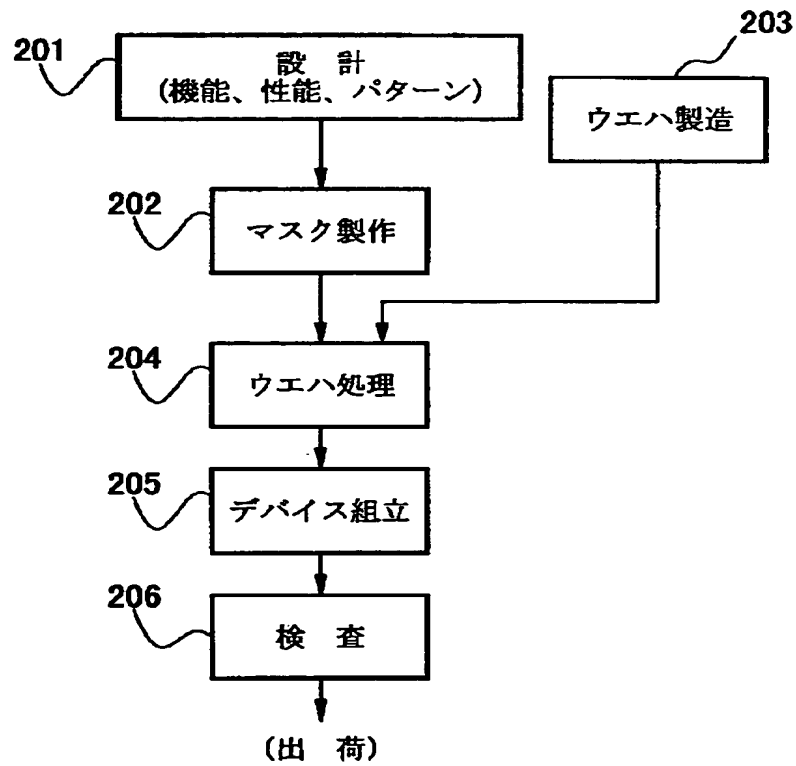 201
設 計
(機能、性能、パターン)
203
ウエハ製造
202
マスク製作
204
ウエハ処理
205
デバイス組立
206
検 査
(出 荷)